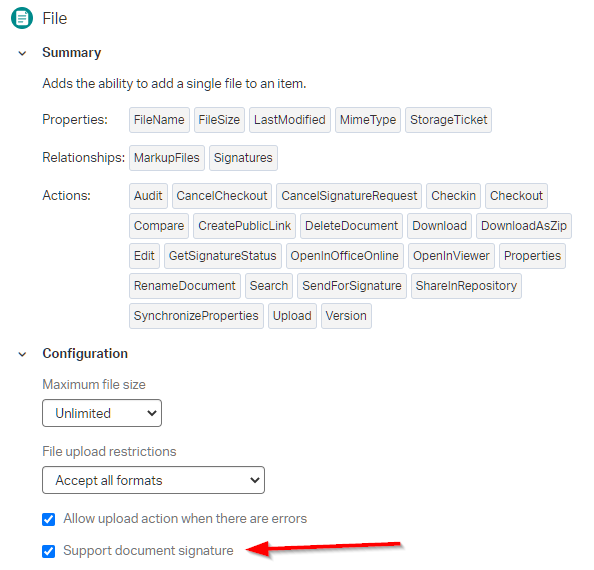 File
Summary
Adds the ability to add a single file to an item.
Properties: FileName FileSize LastModified MimeType StorageTicket
Relationships: MarkupFiles Signatures
Actions: Audit CancelCheckout CancelSignatureRequest Checkin Checkout
Compare CreatePublicLink DeleteDocument Download DownloadAsZip
Edit GetSignatureStatus OpenInOfficeOnline OpenInViewer Properties
RenameDocument Search SendForSignature ShareInRepository
SynchronizeProperties Upload Version
Configuration
Maximum file size
Unlimited
File upload restrictions
Accept all formats
Allow upload action when there are errors
Support document signature